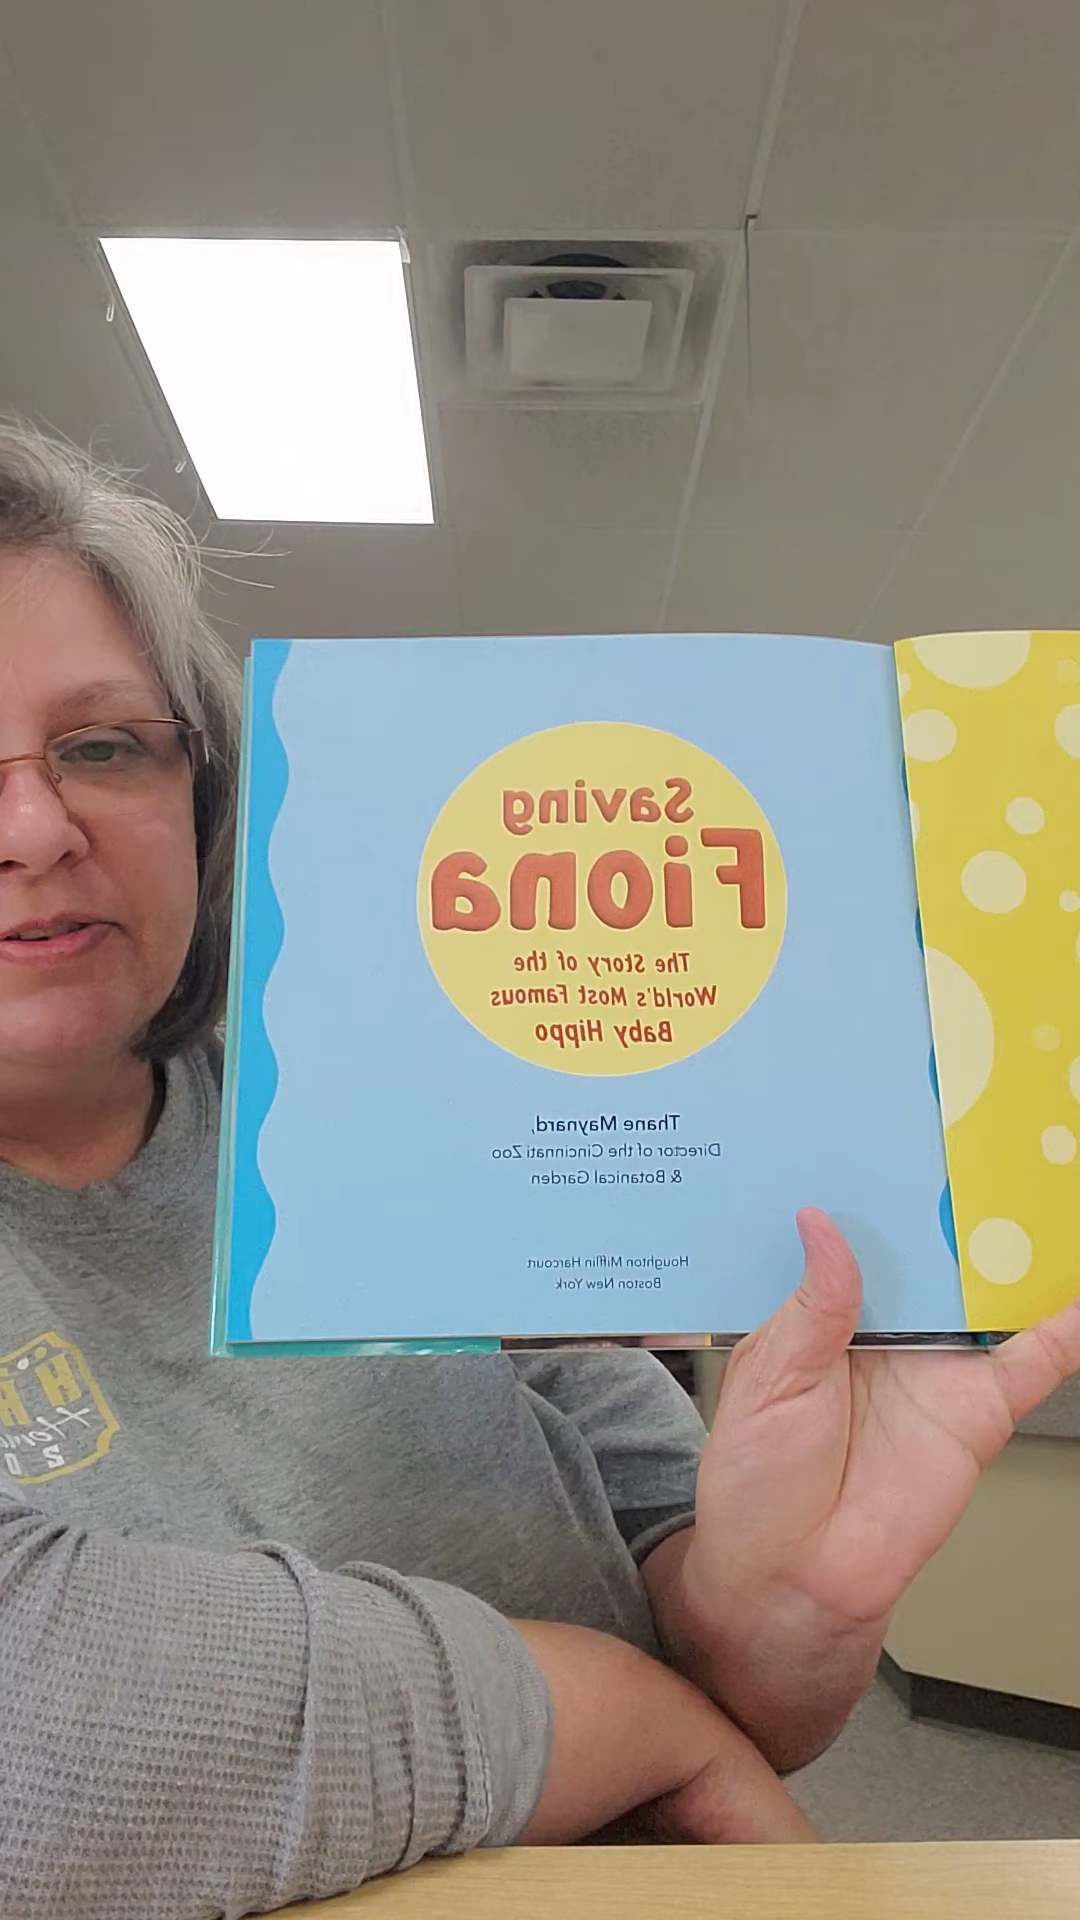 Saving
Fiona
The Story of the
World's Most Famous
Baby Hippo
Thane Maynard,
Director of the Cincinnati Zoo
& Botanical Garden
Houghton Mifflin Harcourt
Boston New York